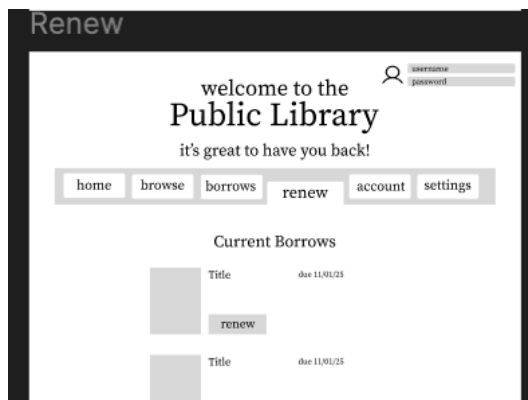 Renew
username
password
welcome to the
Public Library
it's great to have you back!
home browse borrows renew account settings
Current Borrows
Title due 11/01/25
renew
Title due 11/01/25